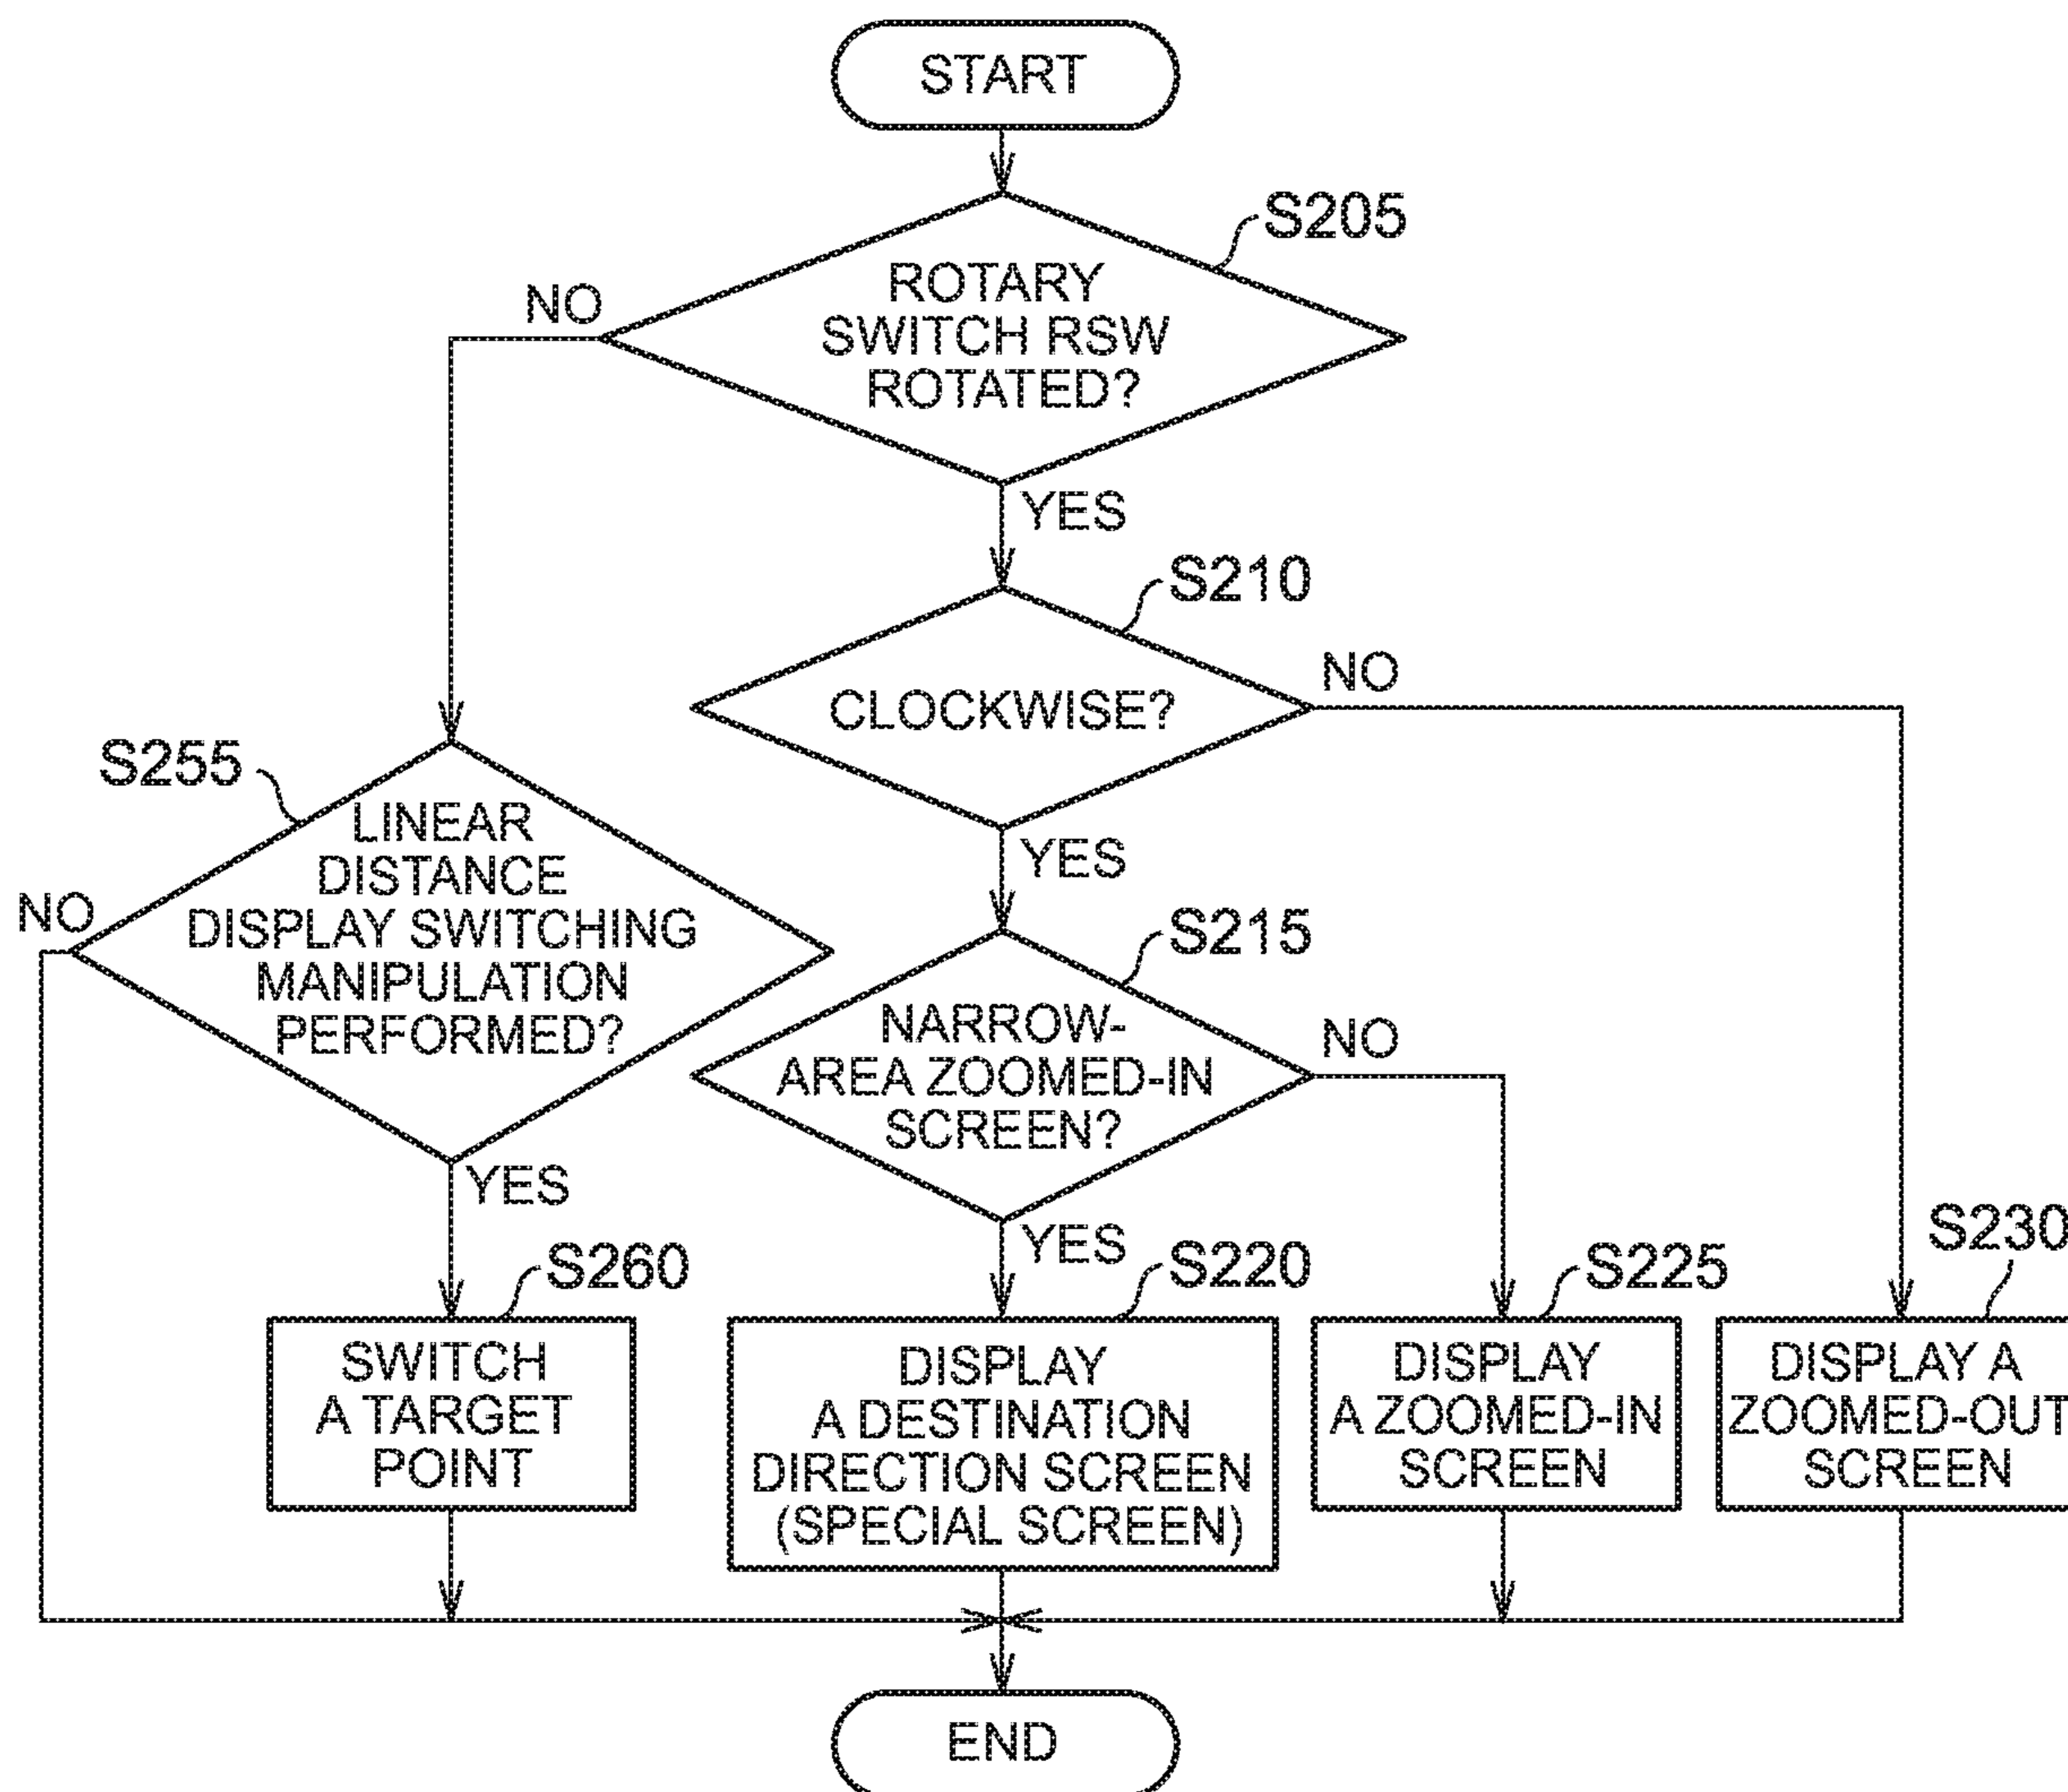 START
S205
ROTARY
SWITCH RSW
ROTATED?
NO
YES
S210
CLOCKWISE?
NO
YES
S255
LINEAR
DISTANCE
DISPLAY SWITCHING
MANIPULATION
PERFORMED?
NO
YES
S215
NARROW-
AREA ZOOMED-IN
SCREEN?
NO
YES
S260
SWITCH
A TARGET
POINT
S220
DISPLAY
A DESTINATION
DIRECTION SCREEN
(SPECIAL SCREEN)
S225
DISPLAY
A ZOOMED-IN
SCREEN
S230
DISPLAY A
ZOOMED-OUT
SCREEN
END